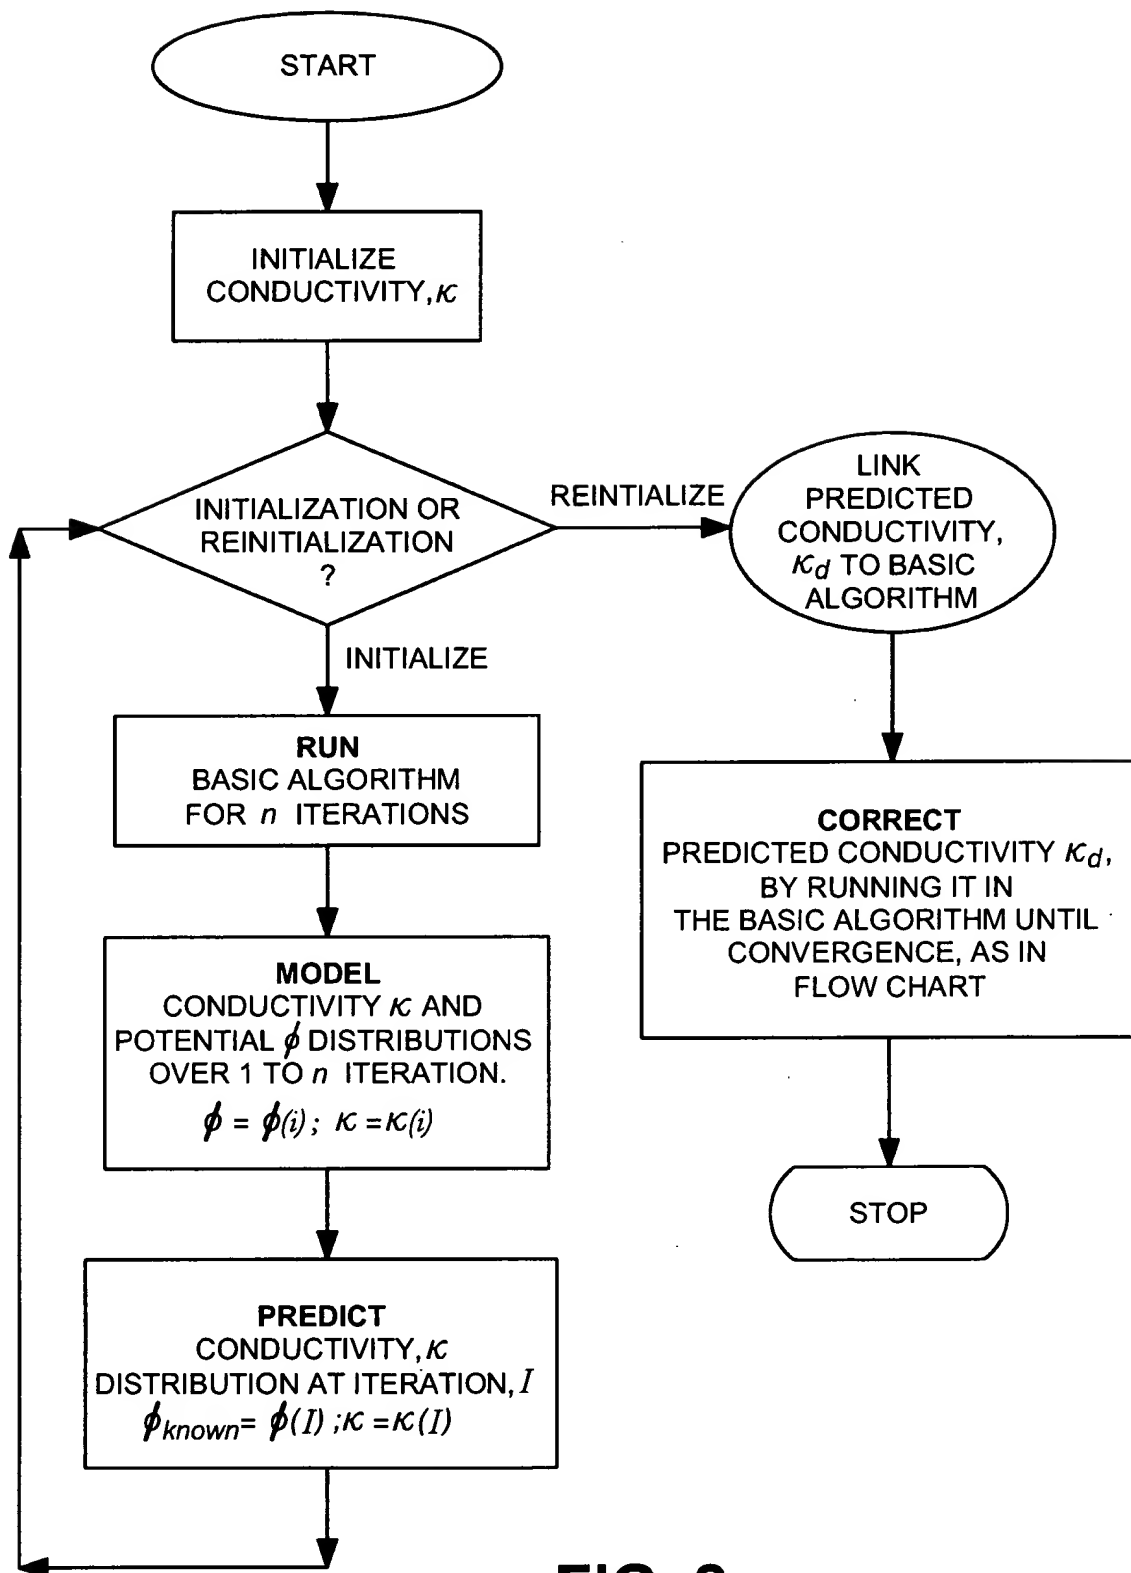 START
INITIALIZE
CONDUCTIVITY, κ
INITIALIZATION OR
REINITIALIZATION
?
REINTIALIZE
LINK
PREDICTED
CONDUCTIVITY,
κd TO BASIC
ALGORITHM
INITIALIZE
RUN
BASIC ALGORITHM
FOR n ITERATIONS
CORRECT
PREDICTED CONDUCTIVITY κd,
BY RUNNING IT IN
THE BASIC ALGORITHM UNTIL
CONVERGENCE, AS IN
FLOW CHART
MODEL
CONDUCTIVITY κ AND
POTENTIAL ϕ DISTRIBUTIONS
OVER 1 TO n ITERATION.
ϕ = ϕ(i); κ = κ(i)
STOP
PREDICT
CONDUCTIVITY, κ
DISTRIBUTION AT ITERATION, I
ϕknown = ϕ(I) ; κ = κ(I)